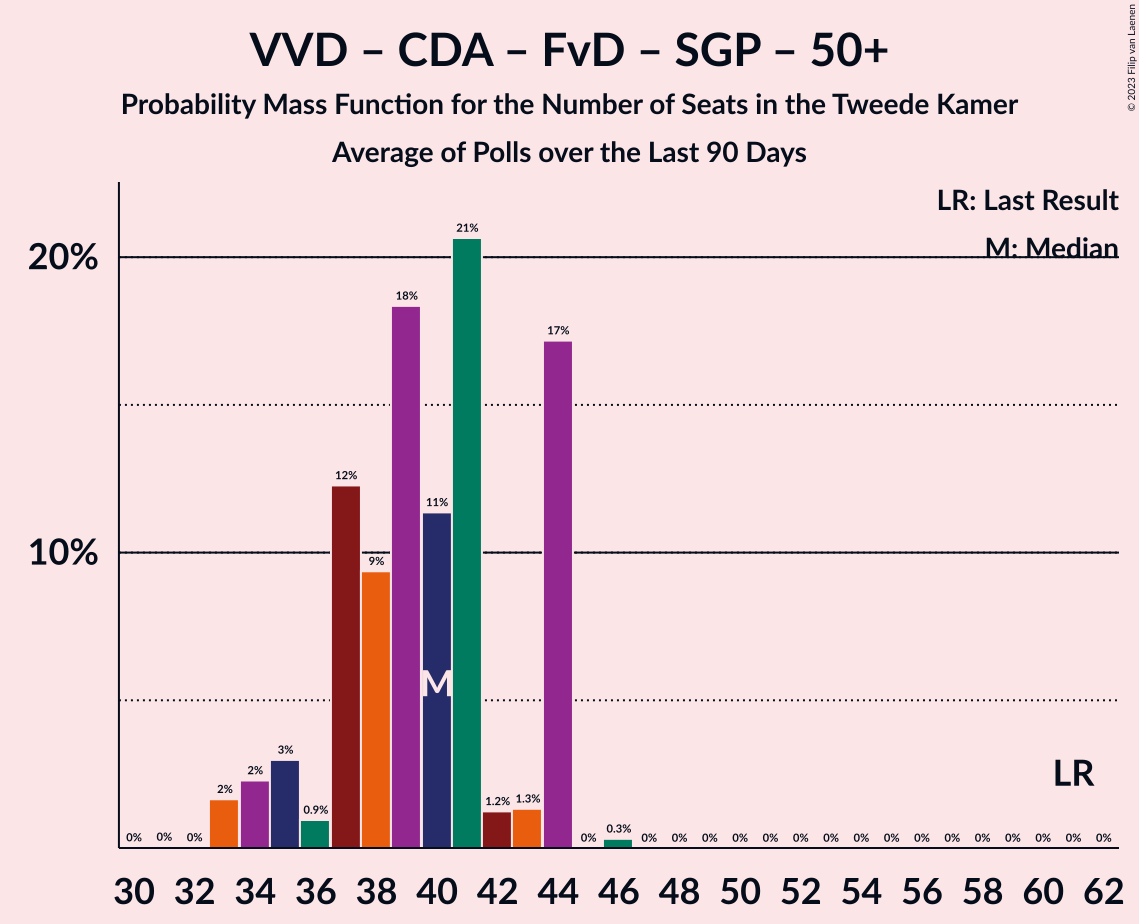 VVD – CDA – FvD – SGP – 50+
Probability Mass Function for the Number of Seats in the Tweede Kamer
Average of Polls over the Last 90 Days
© 2023 Filip van Laenen
LR: Last Result
M: Median
20%
10%
0% 0% 0% 2% 2% 3% 0.9% 12% 9% 18% 11% 21% 1.2% 1.3% 17% 0% 0.3% 0% 0% 0% 0% 0% 0% 0% 0% 0% 0% 0% 0% 0% 0% 0% 0%
M
LR
30 32 34 36 38 40 42 44 46 48 50 52 54 56 58 60 62